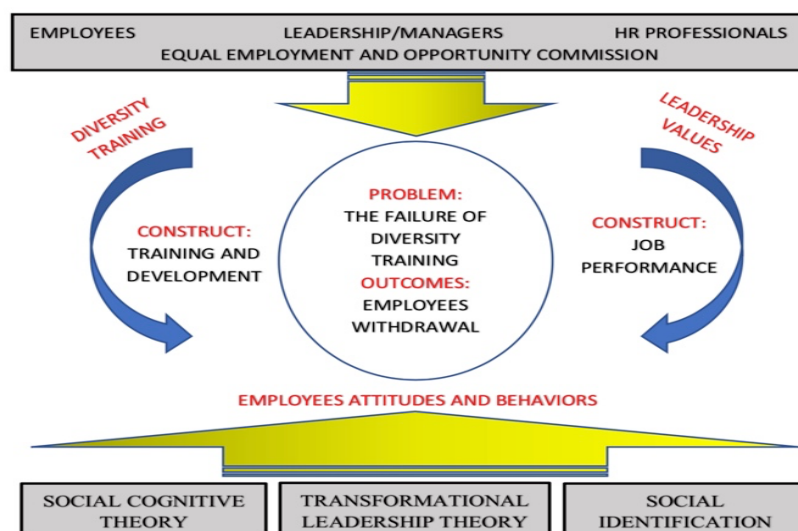 EMPLOYEES LEADERSHIP/MANAGERS HR PROFESSIONALS
EQUAL EMPLOYMENT AND OPPORTUNITY COMMISSION
DIVERSITY
TRAINING
LEADERSHIP
VALUES
CONSTRUCT:
TRAINING AND
DEVELOPMENT
PROBLEM:
THE FAILURE OF
DIVERSITY
TRAINING
OUTCOMES:
EMPLOYEES
WITHDRAWAL
CONSTRUCT:
JOB
PERFORMANCE
EMPLOYEES ATTITUDES AND BEHAVIORS
SOCIAL COGNITIVE
THEORY
TRANSFORMATIONAL
LEADERSHIP THEORY
SOCIAL
IDENTIFICATION